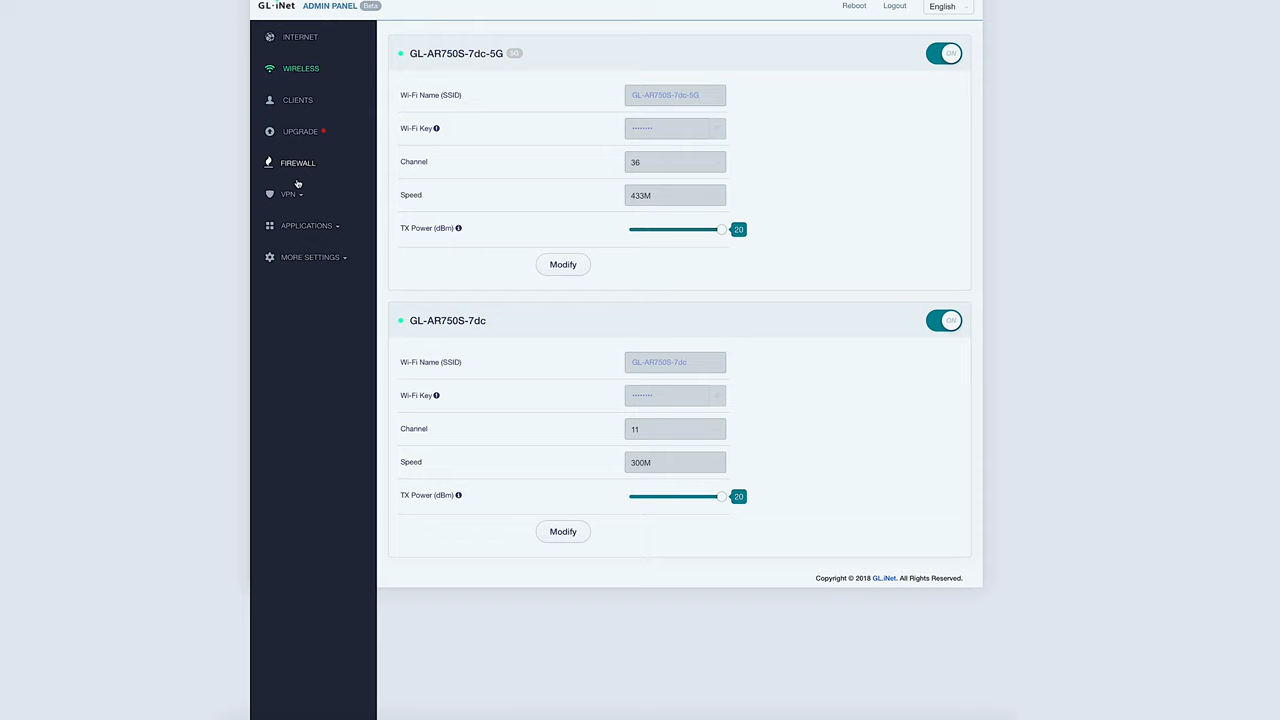 GL·iNet ADMIN PANEL Beta Reboot Logout English
INTERNET
WIRELESS
CLIENTS
UPGRADE
FIREWALL
VPN
APPLICATIONS
MORE SETTINGS
GL-AR750S-7dc-5G 5G ON
Wi-Fi Name (SSID) GL-AR750S-7dc-5G
Wi-Fi Key ••••••••
Channel 36
Speed 433M
TX Power (dBm) 20
Modify
GL-AR750S-7dc ON
Wi-Fi Name (SSID) GL-AR750S-7dc
Wi-Fi Key ••••••••
Channel 11
Speed 300M
TX Power (dBm) 20
Modify
Copyright © 2018 GL.iNet. All Rights Reserved.